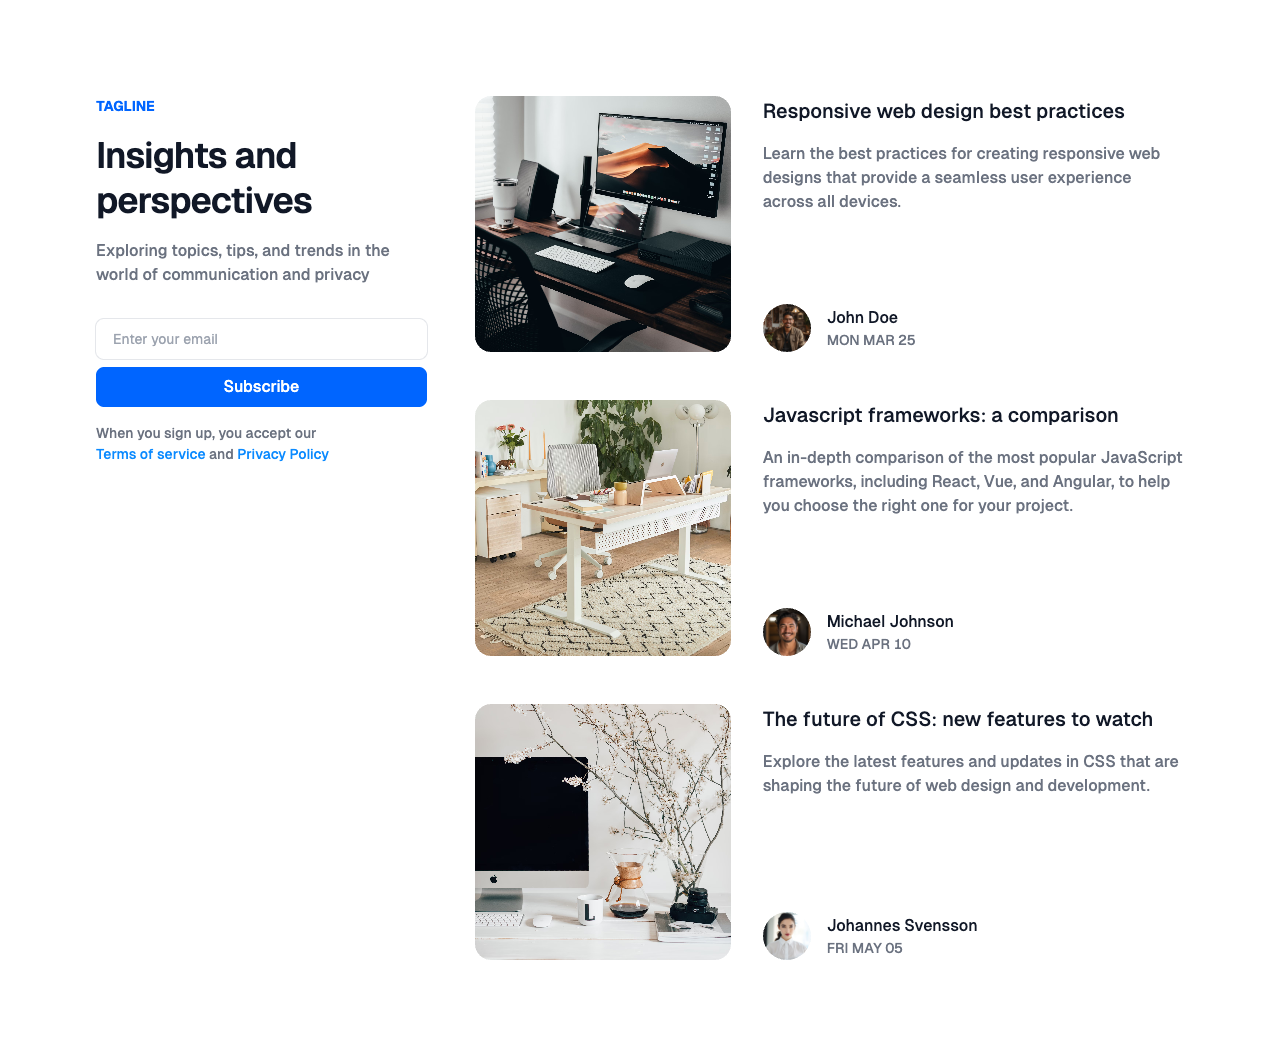 TAGLINE
Insights and
perspectives
Exploring topics, tips, and trends in the
world of communication and privacy
Enter your email
Subscribe
When you sign up, you accept our
Terms of service and Privacy Policy
Responsive web design best practices
Learn the best practices for creating responsive web
designs that provide a seamless user experience
across all devices.
John Doe
MON MAR 25
Javascript frameworks: a comparison
An in-depth comparison of the most popular JavaScript
frameworks, including React, Vue, and Angular, to help
you choose the right one for your project.
Michael Johnson
WED APR 10
L
The future of CSS: new features to watch
Explore the latest features and updates in CSS that are
shaping the future of web design and development.
Johannes Svensson
FRI MAY 05